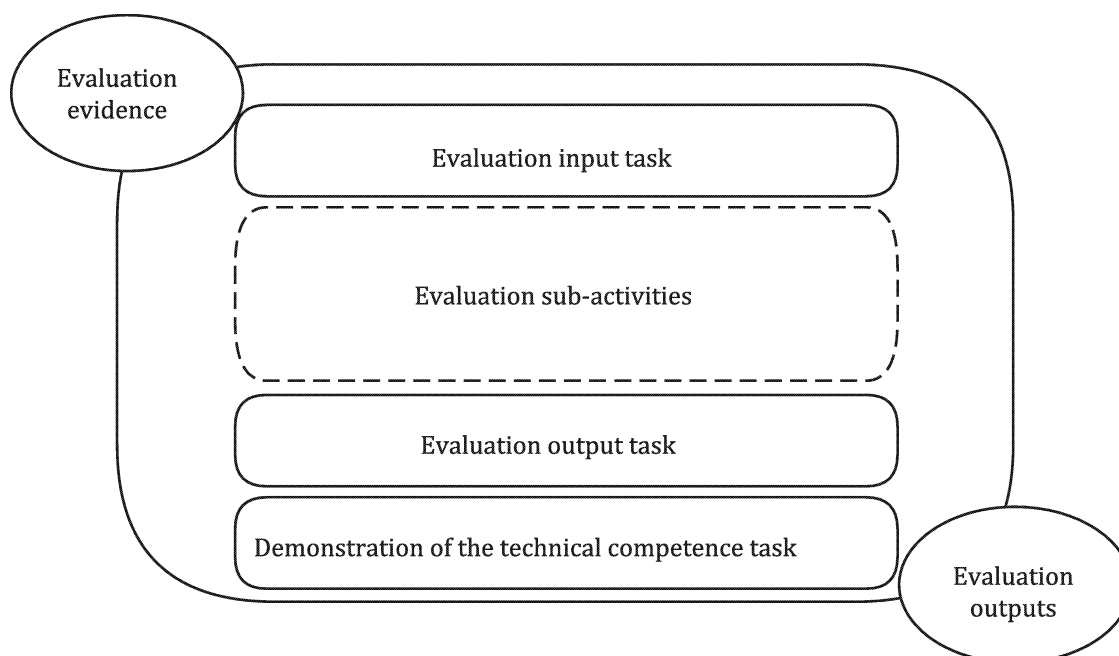 Evaluation
evidence
Evaluation input task
Evaluation sub-activities
Evaluation output task
Demonstration of the technical competence task
Evaluation
outputs